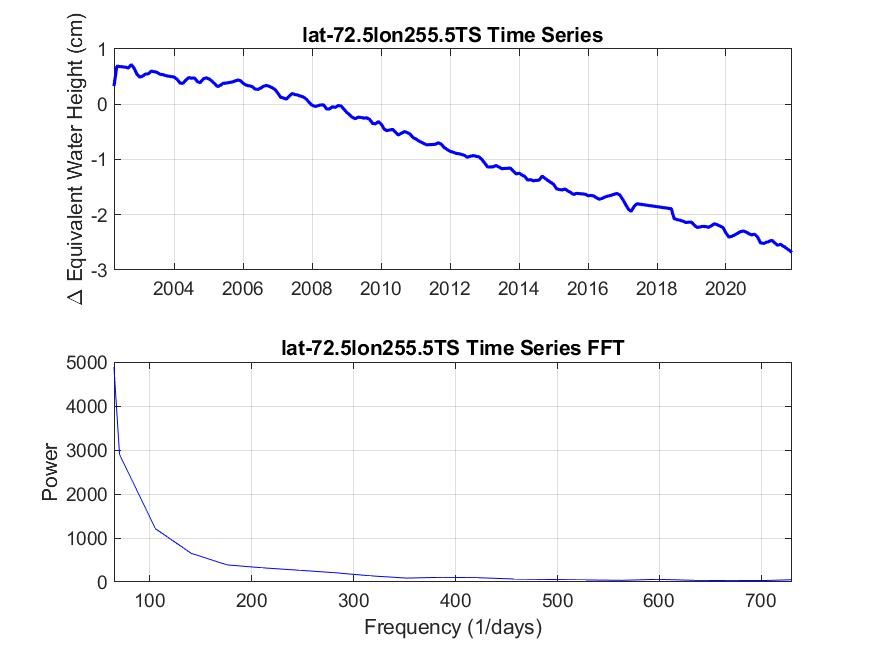 lat-72.5lon255.5TS Time Series
Δ Equivalent Water Height (cm)
1
0
-1
-2
-3
2004 2006 2008 2010 2012 2014 2016 2018 2020
lat-72.5lon255.5TS Time Series FFT
Power
5000
4000
3000
2000
1000
0
100 200 300 400 500 600 700
Frequency (1/days)